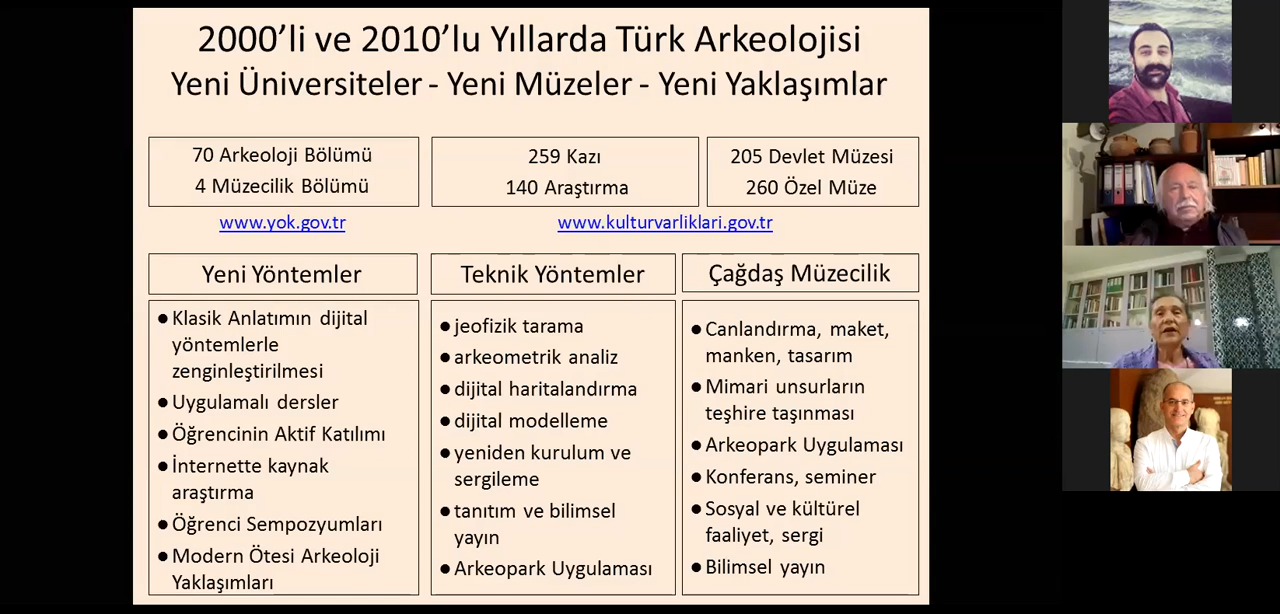 2000’li ve 2010’lu Yıllarda Türk Arkeolojisi
Yeni Üniversiteler - Yeni Müzeler - Yeni Yaklaşımlar
70 Arkeoloji Bölümü
4 Müzecilik Bölümü
259 Kazı
140 Araştırma
205 Devlet Müzesi
260 Özel Müze
www.yok.gov.tr
www.kulturvarliklari.gov.tr
Yeni Yöntemler
● Klasik Anlatımın dijital
yöntemlerle
zenginleştirilmesi
● Uygulamalı dersler
● Öğrencinin Aktif Katılımı
● İnternette kaynak
araştırma
● Öğrenci Sempozyumları
● Modern Ötesi Arkeoloji
Yaklaşımları
Teknik Yöntemler
● jeofizik tarama
● arkeometrik analiz
● dijital haritalandırma
● dijital modelleme
● yeniden kurulum ve
sergileme
● tanıtım ve bilimsel
yayın
● Arkeopark Uygulaması
Çağdaş Müzecilik
● Canlandırma, maket,
manken, tasarım
● Mimari unsurların
teşhire taşınması
● Arkeopark Uygulaması
● Konferans, seminer
● Sosyal ve kültürel
faaliyet, sergi
● Bilimsel yayın